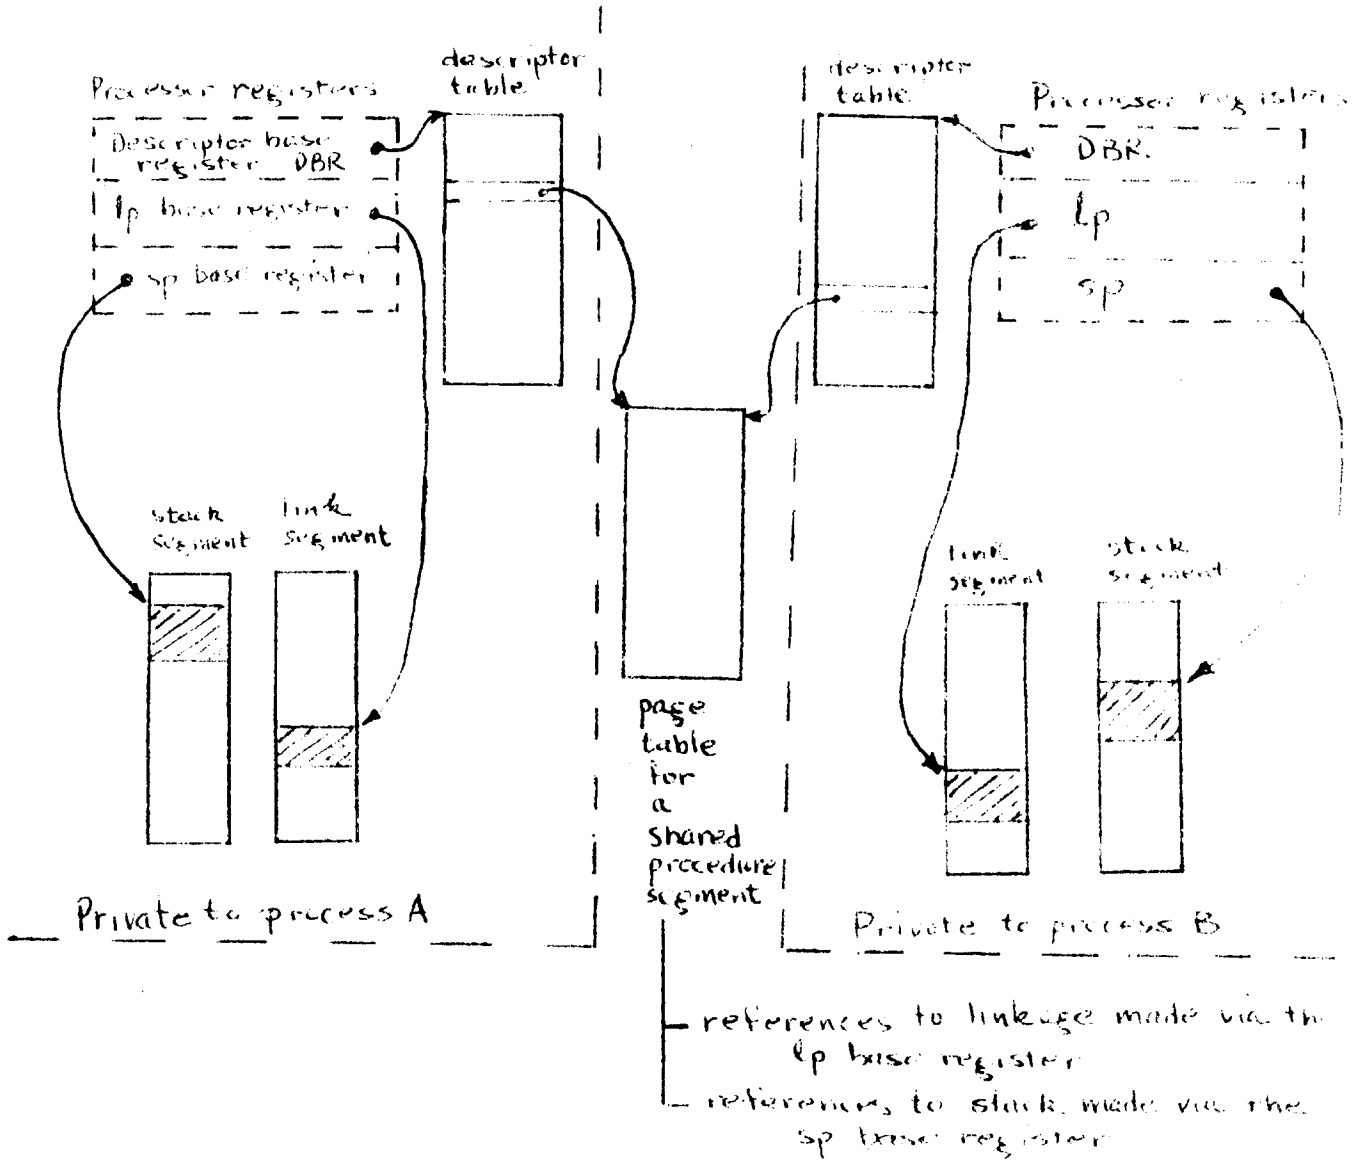 Processor registers
descriptor
table
Descriptor base
register DBR
lp base register
sp base register
stack
segment
link
segment
Private to process A
page
table
for
a
shared
procedure
segment
descriptor
table
Processor registers
DBR.
lp
sp
link
segment
stack
segment
Private to process B
references to linkage made via th
lp base register
references to stack made via the
sp base register